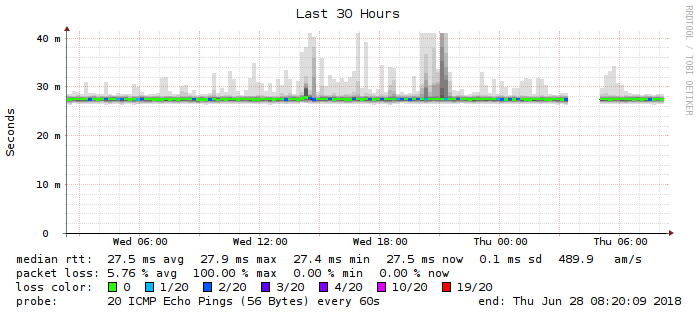 Last 30 Hours
RRDTOOL / TOBI OETIKER
Seconds
40 m
30 m
20 m
10 m
0
Wed 06:00 Wed 12:00 Wed 18:00 Thu 00:00 Thu 06:00
median rtt: 27.5 ms avg 27.9 ms max 27.4 ms min 27.5 ms now 0.1 ms sd 489.9 am/s
packet loss: 5.76 % avg 100.00 % max 0.00 % min 0.00 % now
loss color: 0 1/20 2/20 3/20 4/20 10/20 19/20
probe: 20 ICMP Echo Pings (56 Bytes) every 60s end: Thu Jun 28 08:20:09 2018